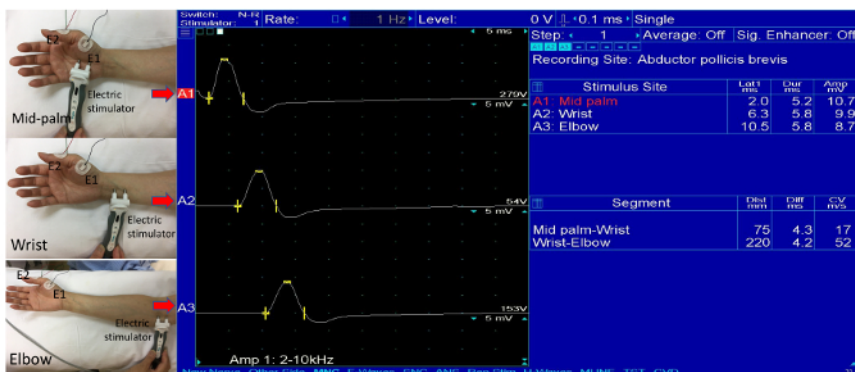 E2
E1
Electric
stimulator
Mid-palm
E2
E1
Electric
stimulator
Wrist
E2
E1
Electric
stimulator
Elbow
Switch: N-R
Stimulator: 1
Rate: 1 Hz Level: 0 V 0.1 ms Single
5 ms
Step: 1 Average: Off Sig. Enhancer: Off
A1 A2 A3
Recording Site: Abductor pollicis brevis
A1
279V
5 mV
A2
54V
5 mV
A3
153V
5 mV
Amp 1: 2-10kHz
Stimulus Site Lat1 ms Dur ms Amp mV
A1: Mid palm 2.0 5.2 10.7
A2: Wrist 6.3 5.8 9.9
A3: Elbow 10.5 5.8 8.7
Segment Dist mm Diff ms CV m/s
Mid palm-Wrist 75 4.3 17
Wrist-Elbow 220 4.2 52